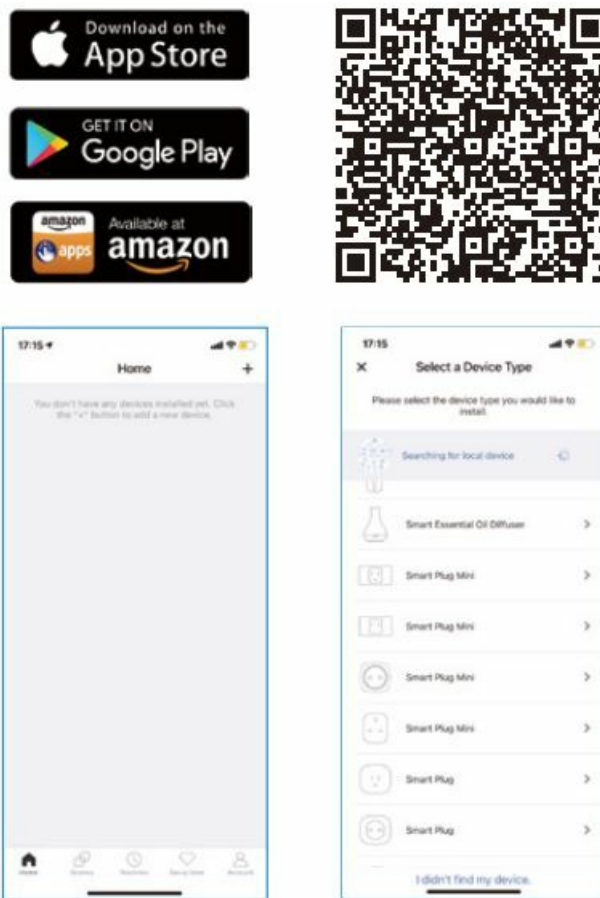 Download on the
App Store
GET IT ON
Google Play
amazon
apps
Available at
amazon
17:15
Home
+
You don't have any devices installed yet. Click
the "+" button to add a new device.
Home
Account
17:15
Select a Device Type
Please select the device type you would like to
install.
Searching for local device
Smart Essential Oil Diffuser
Smart Plug Mini
Smart Plug Mini
Smart Plug Mini
Smart Plug Mini
Smart Plug
Smart Plug
I didn't find my device.